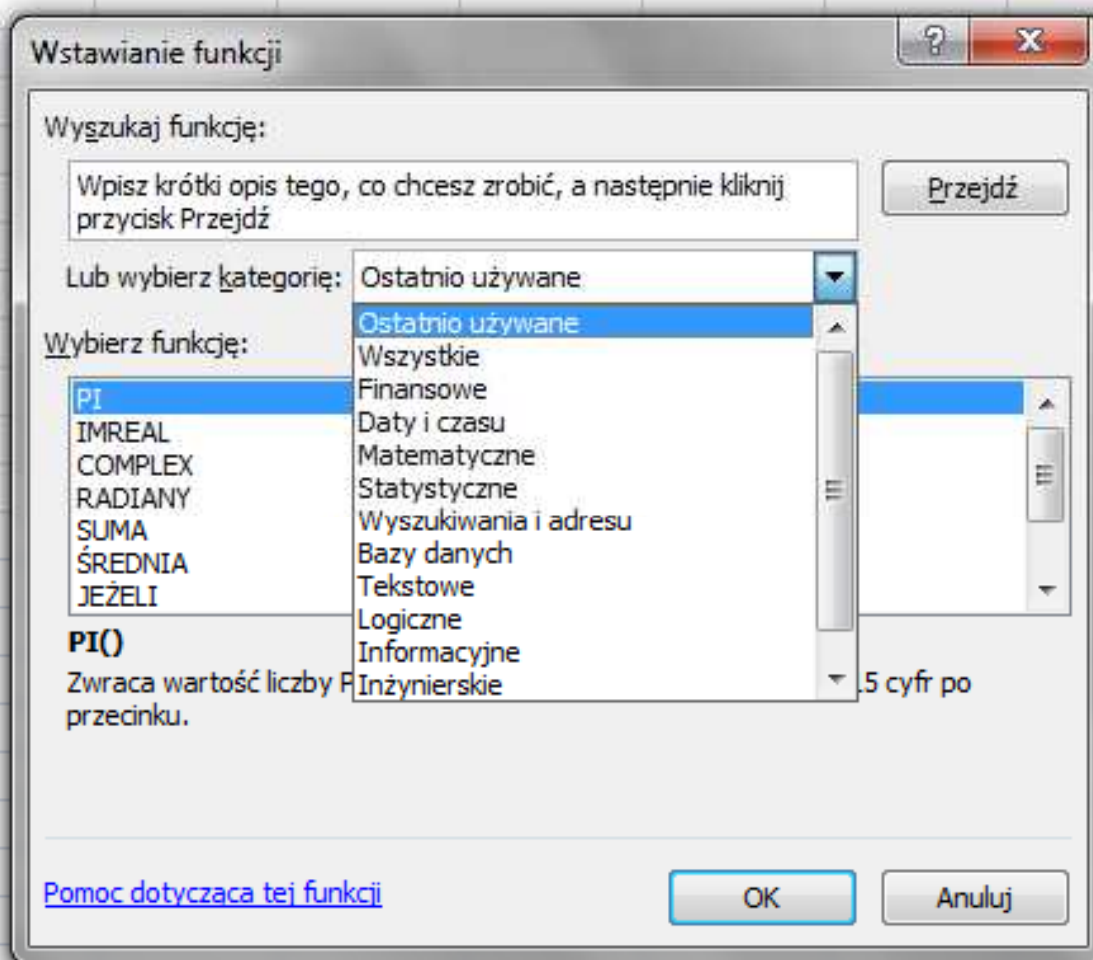 Wstawianie funkcji
Wyszukaj funkcję:
Wpisz krótki opis tego, co chcesz zrobić, a następnie kliknij
przycisk Przejdź
Przejdź
Lub wybierz kategorię: Ostatnio używane
Ostatnio używane
Wszystkie
Finansowe
Daty i czasu
Matematyczne
Statystyczne
Wyszukiwania i adresu
Bazy danych
Tekstowe
Logiczne
Informacyjne
Inżynierskie
Wybierz funkcję:
PI
IMREAL
COMPLEX
RADIANY
SUMA
ŚREDNIA
JEŻELI
PI()
Zwraca wartość liczby P 5 cyfr po
przecinku.
Pomoc dotycząca tej funkcji
OK
Anuluj